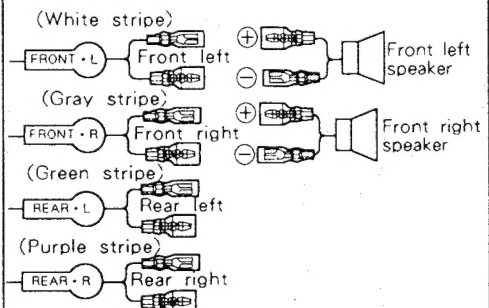 (White stripe)
FRONT • L
Front left
⊕
⊖
Front left
speaker
(Gray stripe)
FRONT • R
Front right
⊕
⊖
Front right
speaker
(Green stripe)
REAR • L
Rear left
(Purple stripe)
REAR • R
Rear right